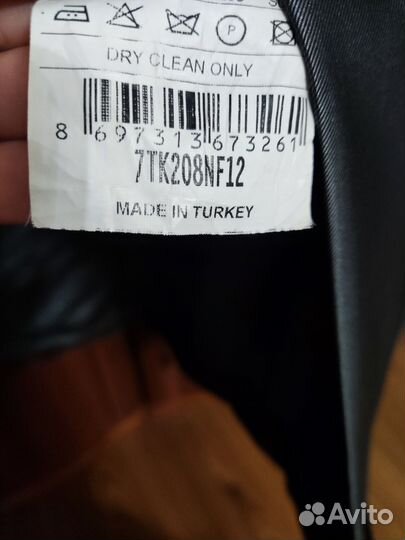 P
DRY CLEAN ONLY
8 697313 673261
7TK208NF12
MADE IN TURKEY
Avito